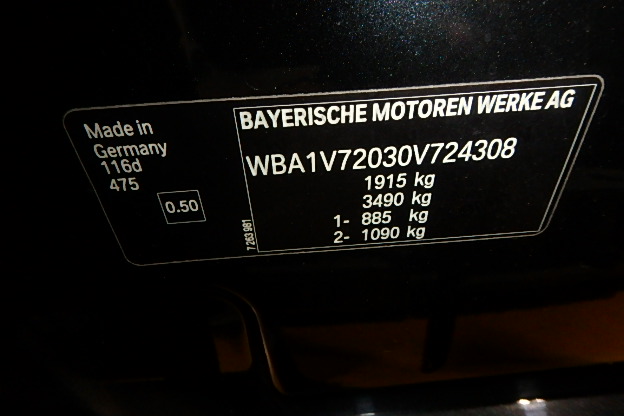 BAYERISCHE MOTOREN WERKE AG
Made in
Germany
116d
475
0.50
WBA1V72030V724308
1915 kg
3490 kg
1- 885 kg
2- 1090 kg
7 263 981